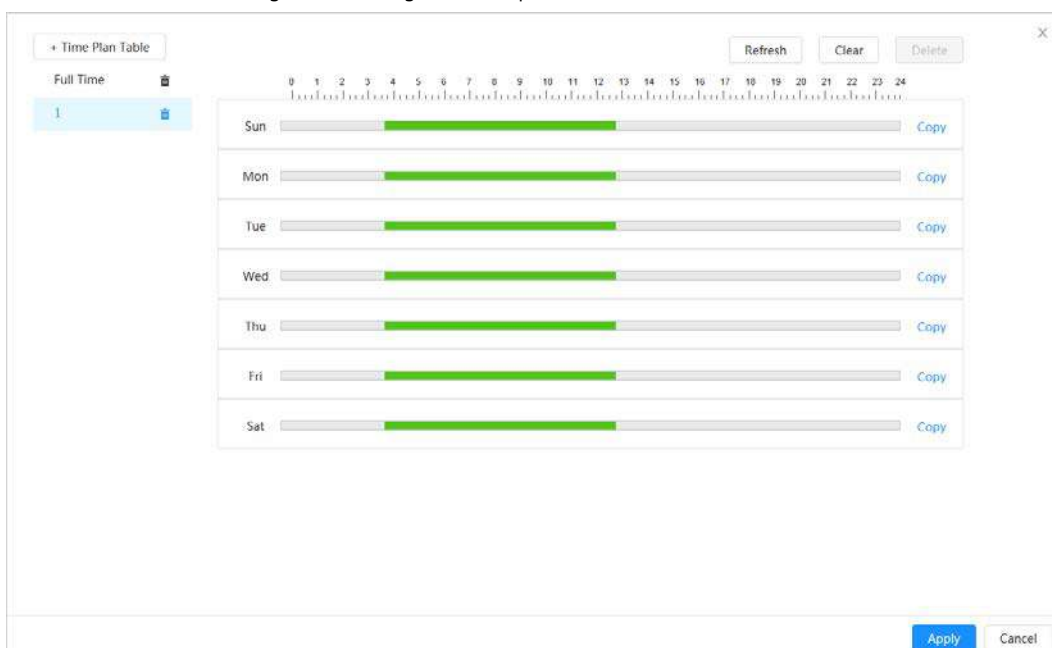 X
+ Time Plan Table
Refresh Clear Delete
Full Time
0 1 2 3 4 5 6 7 8 9 10 11 12 13 14 15 16 17 18 19 20 21 22 23 24
1
Sun Copy
Mon Copy
Tue Copy
Wed Copy
Thu Copy
Fri Copy
Sat Copy
Apply Cancel